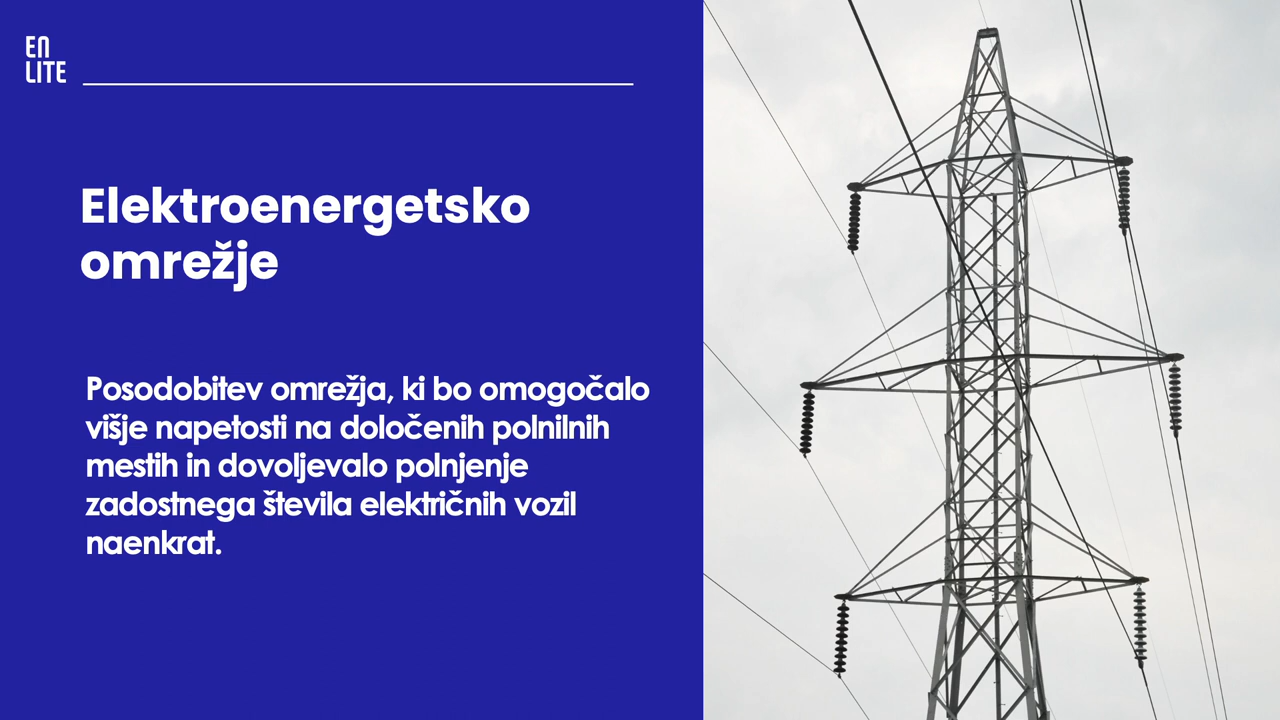 EN
LITE
Elektroenergetsko
omrežje
Posodobitev omrežja, ki bo omogočalo
višje napetosti na določenih polnilnih
mestih in dovoljevalo polnjenje
zadostnega števila električnih vozil
naenkrat.